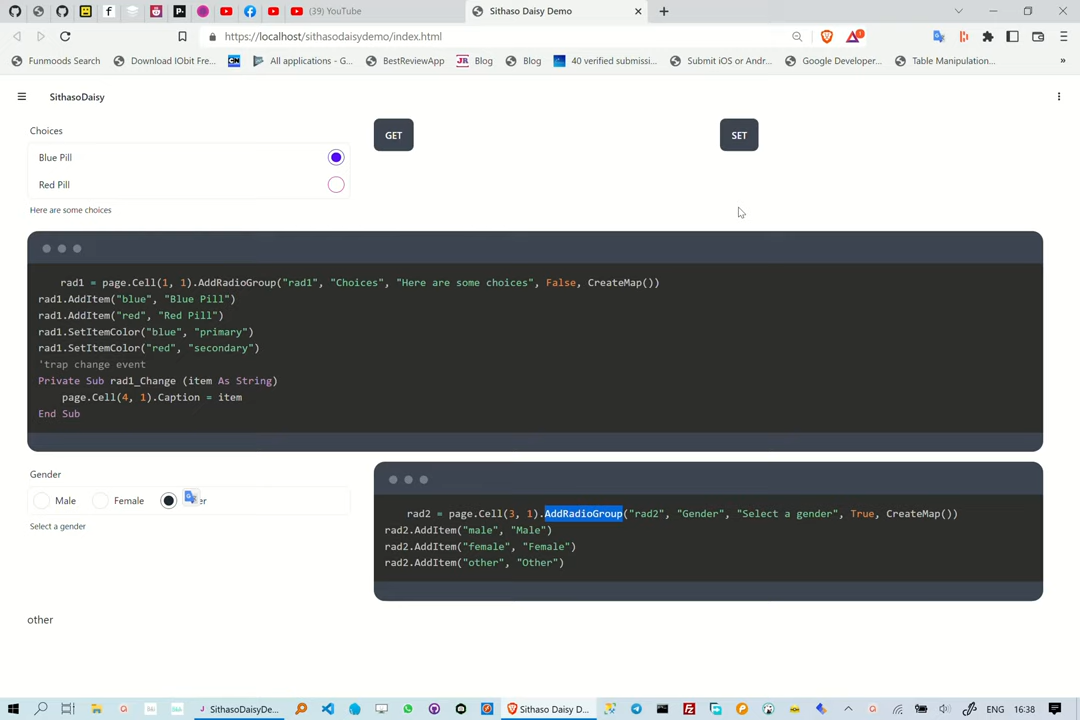 (39) YouTube
Sithaso Daisy Demo
https://localhost/sithasodaisydemo/index.html
Funmoods Search
Download IObit Fre...
All applications - G...
BestReviewApp
JR Blog
Blog
40 verified submissi...
Submit iOS or Andr...
Google Developer...
Table Manipulation...
»
SithasoDaisy
Choices
GET
SET
Blue Pill
Red Pill
Here are some choices
rad1 = page.Cell(1, 1).AddRadioGroup("rad1", "Choices", "Here are some choices", False, CreateMap())
rad1.AddItem("blue", "Blue Pill")
rad1.AddItem("red", "Red Pill")
rad1.SetItemColor("blue", "primary")
rad1.SetItemColor("red", "secondary")
'trap change event
Private Sub rad1_Change (item As String)
page.Cell(4, 1).Caption = item
End Sub
Gender
Male
Female
er
Select a gender
rad2 = page.Cell(3, 1).AddRadioGroup("rad2", "Gender", "Select a gender", True, CreateMap())
rad2.AddItem("male", "Male")
rad2.AddItem("female", "Female")
rad2.AddItem("other", "Other")
other
SithasoDaisyDe...
Sithaso Daisy D...
ENG
16:38